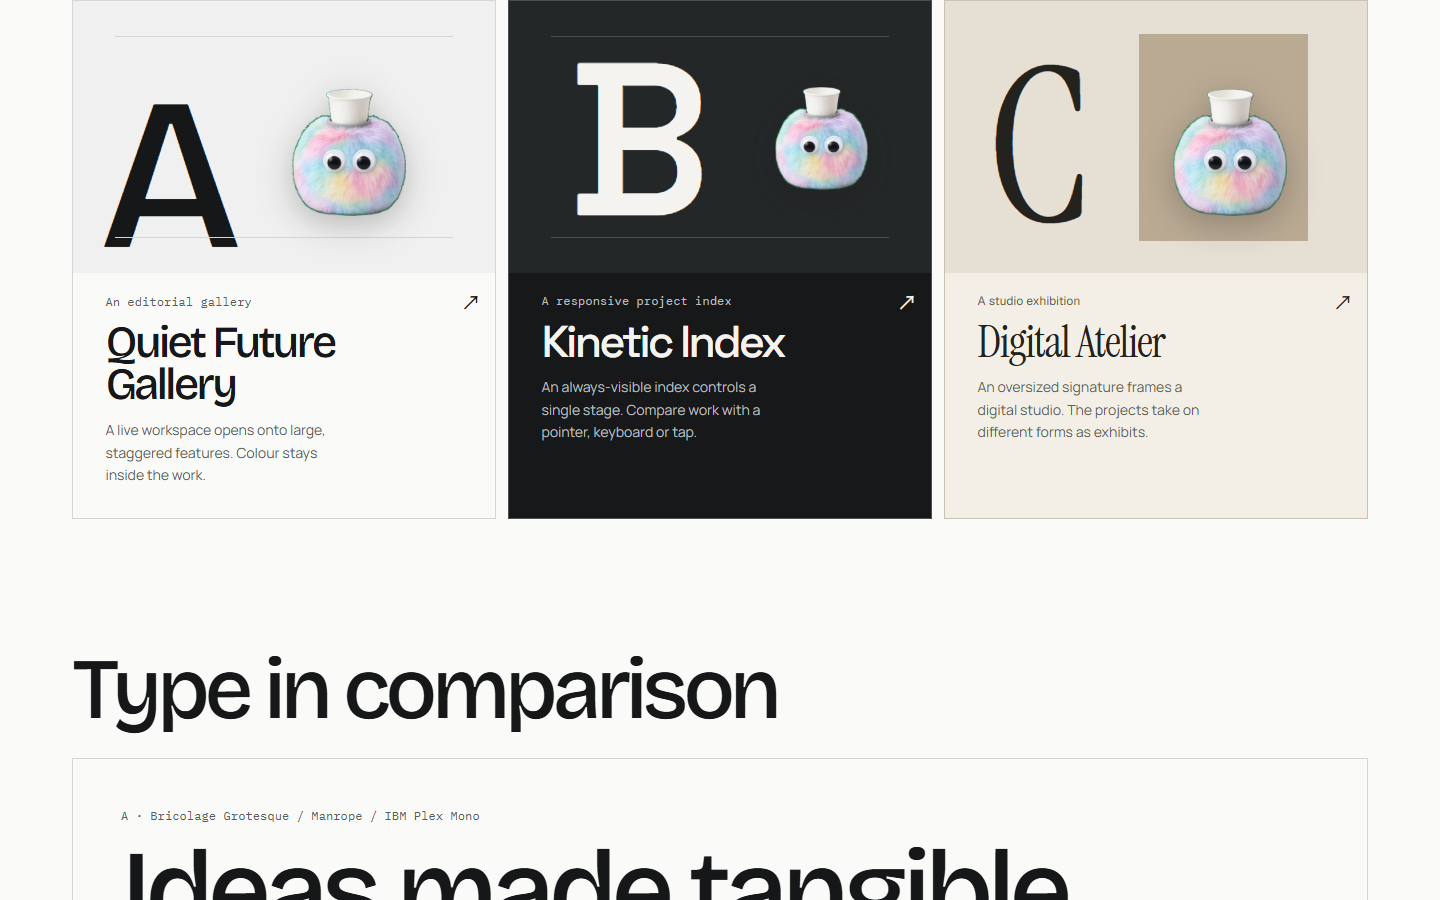 A
B
C
An editorial gallery ↗
Quiet Future
Gallery
A live workspace opens onto large,
staggered features. Colour stays
inside the work.
A responsive project index ↗
Kinetic Index
An always-visible index controls a
single stage. Compare work with a
pointer, keyboard or tap.
A studio exhibition ↗
Digital Atelier
An oversized signature frames a
digital studio. The projects take on
different forms as exhibits.
Type in comparison
A · Bricolage Grotesque / Manrope / IBM Plex Mono
Ideas made tangible